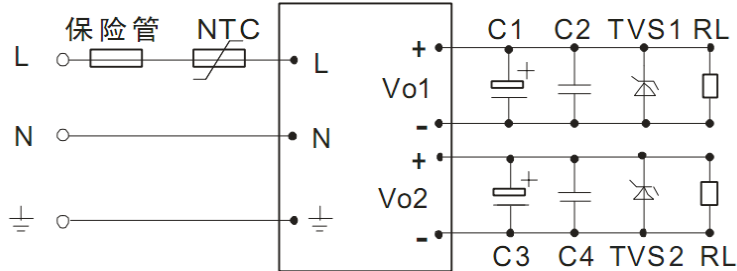 保险管 NTC
L L
N N
+ C1 C2 TVS1 RL
Vo1
-
+
Vo2
- C3 C4 TVS2 RL